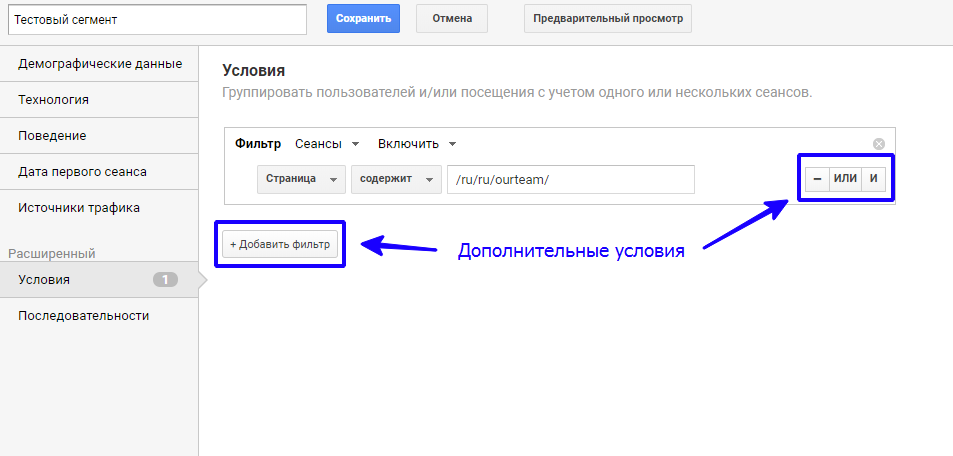 Тестовый сегмент
Сохранить
Отмена
Предварительный просмотр
Демографические данные
Технология
Поведение
Дата первого сеанса
Источники трафика
Расширенный
Условия 1
Последовательности
Условия
Группировать пользователей и/или посещения с учетом одного или нескольких сеансов.
Фильтр Сеансы Включить
Страница содержит /ru/ru/ourteam/ – ИЛИ И
+ Добавить фильтр
Дополнительные условия